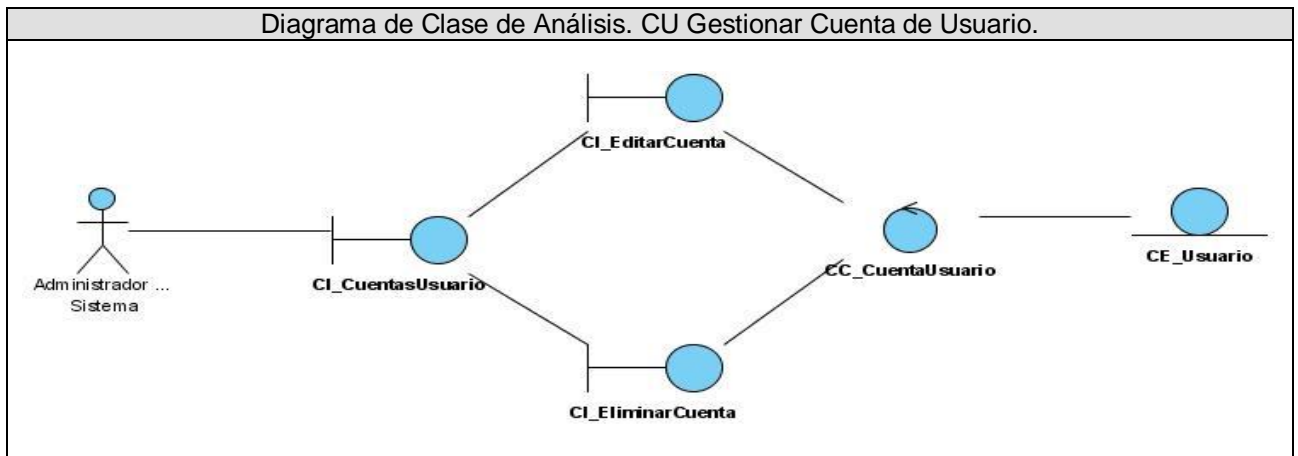 Diagrama de Clase de Análisis. CU Gestionar Cuenta de Usuario.
CI_EditarCuenta
Administrador ...
Sistema
CI_CuentasUsuario
CC_CuentaUsuario
CE_Usuario
CI_EliminarCuenta